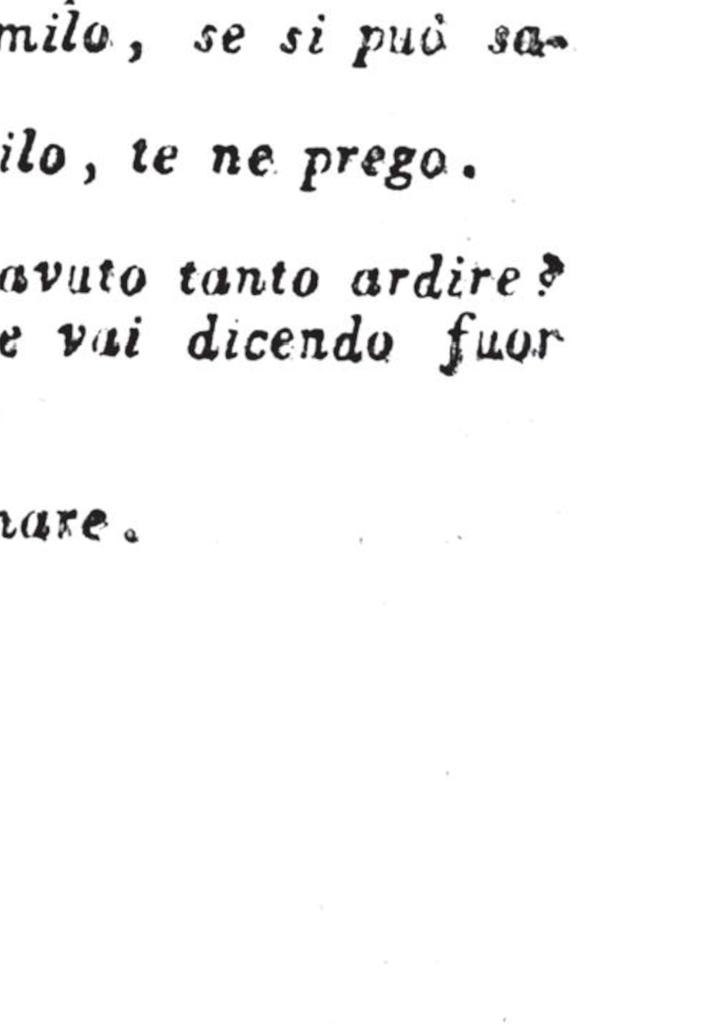 milo, se si può sa-
ilo, te ne prego.
avuto tanto ardire?
e vai dicendo fuor
nare.